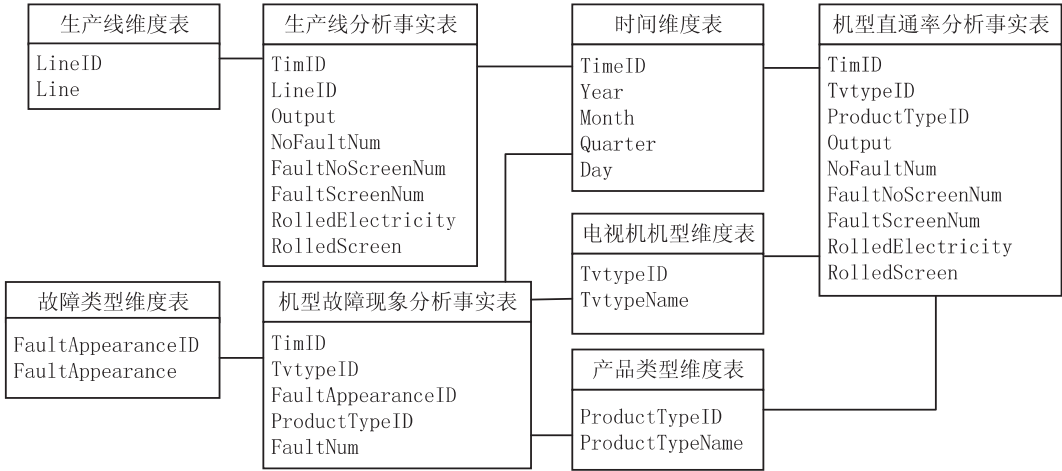 生产线维度表
LineID
Line
生产线分析事实表
TimID
LineID
Output
NoFaultNum
FaultNoScreenNum
FaultScreenNum
RolledElectricity
RolledScreen
时间维度表
TimeID
Year
Month
Quarter
Day
机型直通率分析事实表
TimID
TvtypeID
ProductTypeID
Output
NoFaultNum
FaultNoScreenNum
FaultScreenNum
RolledElectricity
RolledScreen
电视机机型维度表
TvtypeID
TvtypeName
故障类型维度表
FaultAppearanceID
FaultAppearance
机型故障现象分析事实表
TimID
TvtypeID
FaultAppearanceID
ProductTypeID
FaultNum
产品类型维度表
ProductTypeID
ProductTypeName